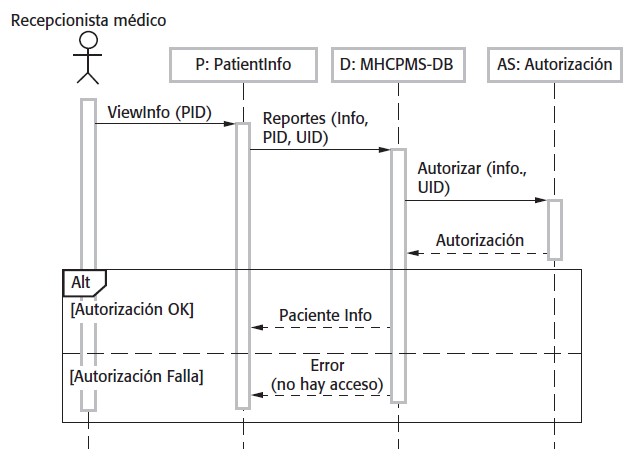 Recepcionista médico
P: PatientInfo
D: MHCPMS-DB
AS: Autorización
ViewInfo (PID)
Reportes (Info,
PID, UID)
Autorizar (info.,
UID)
Autorización
Alt
[Autorización OK]
Paciente Info
[Autorización Falla]
Error
(no hay acceso)